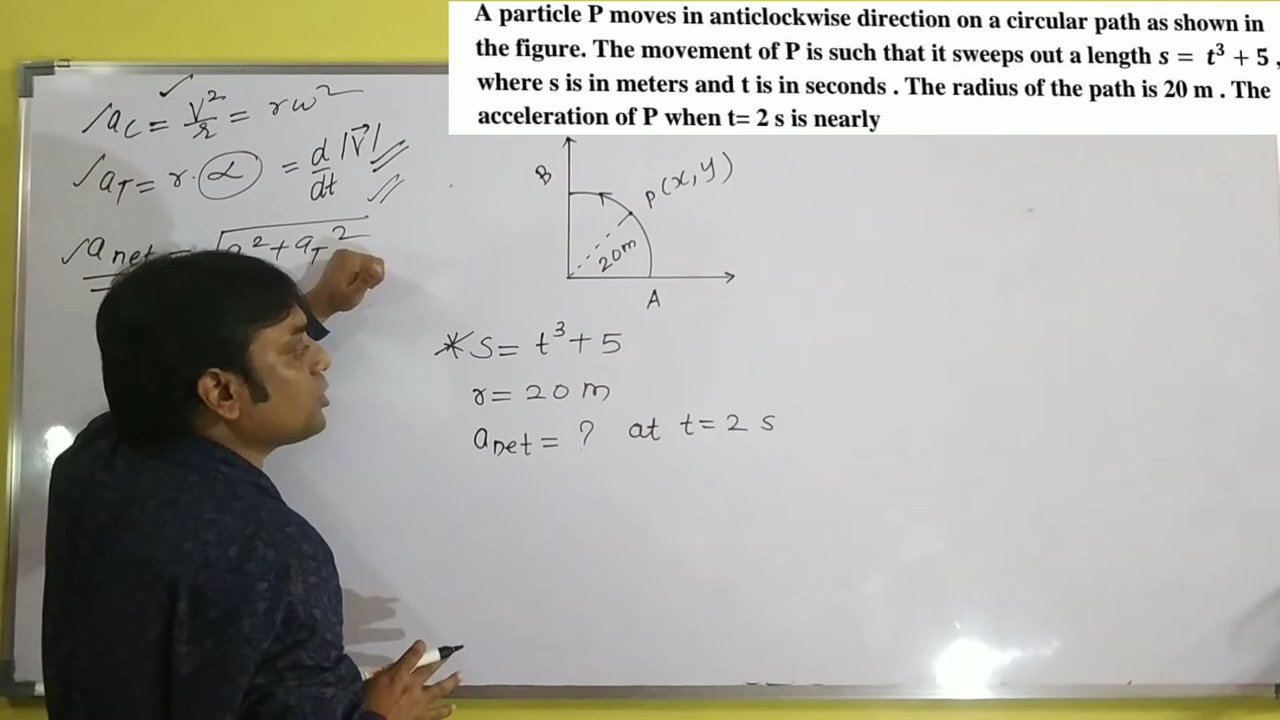 A particle P moves in anticlockwise direction on a circular path as shown in
the figure. The movement of P is such that it sweeps out a length s = t³ + 5 ,
where s is in meters and t is in seconds . The radius of the path is 20 m . The
acceleration of P when t= 2 s is nearly
a_C = V²/r = rω²
a_T = r·α = d/dt |V⃗|
a_net = √ ² + a_T²
B
P(x,y)
20m
A
*S= t³+5
r= 20 m
a_net = ? at t= 2 s